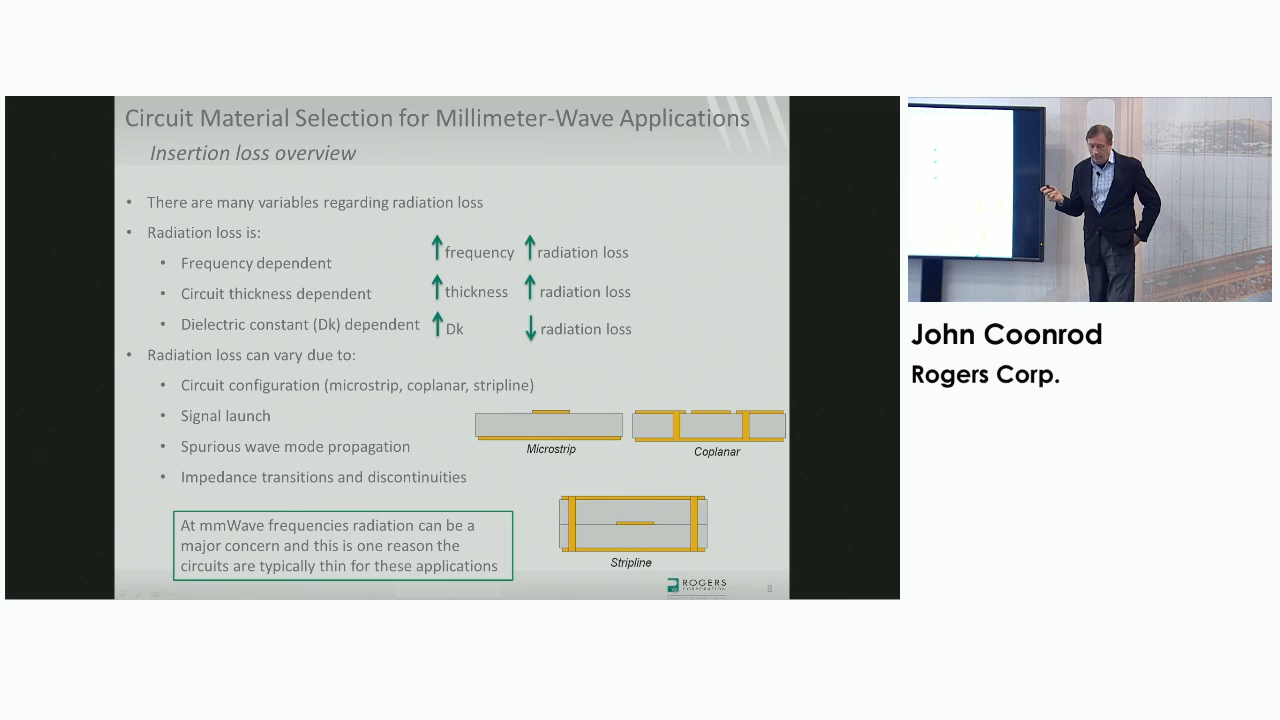 Circuit Material Selection for Millimeter-Wave Applications
Insertion loss overview
• There are many variables regarding radiation loss
• Radiation loss is:
• Frequency dependent
↑ frequency ↑ radiation loss
• Circuit thickness dependent
↑ thickness ↑ radiation loss
• Dielectric constant (Dk) dependent
↑ Dk ↓ radiation loss
• Radiation loss can vary due to:
• Circuit configuration (microstrip, coplanar, stripline)
• Signal launch
• Spurious wave mode propagation
• Impedance transitions and discontinuities
Microstrip
Coplanar
Stripline
At mmWave frequencies radiation can be a
major concern and this is one reason the
circuits are typically thin for these applications
ROGERS
CORPORATION
8
John Coonrod
Rogers Corp.